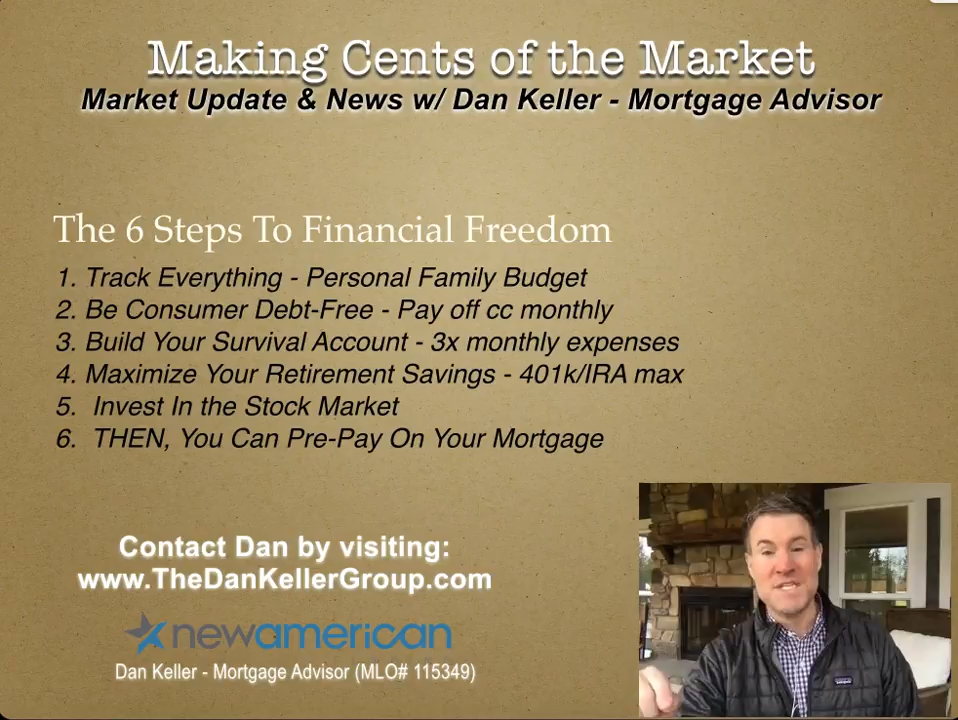 Making Cents of the Market
Market Update & News w/ Dan Keller - Mortgage Advisor
The 6 Steps To Financial Freedom
1. Track Everything - Personal Family Budget
2. Be Consumer Debt-Free - Pay off cc monthly
3. Build Your Survival Account - 3x monthly expenses
4. Maximize Your Retirement Savings - 401k/IRA max
5. Invest In the Stock Market
6. THEN, You Can Pre-Pay On Your Mortgage
Contact Dan by visiting:
www.TheDanKellerGroup.com
newamerican
Dan Keller - Mortgage Advisor (MLO# 115349)
patagonia